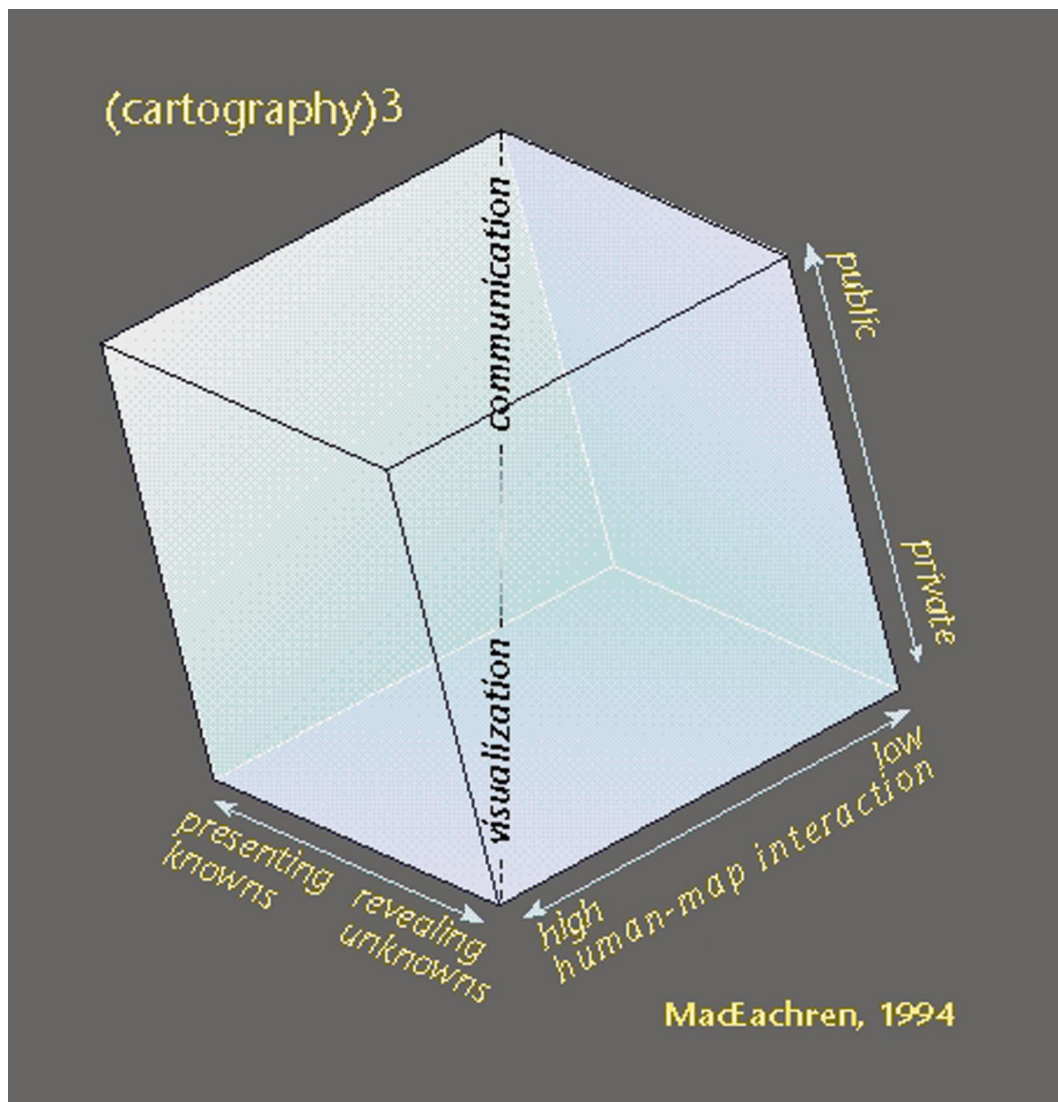 (cartography)3
communication
public
private
visualization
low
presenting
knowns
revealing
unknowns
high
human-map interaction
MacEachren, 1994